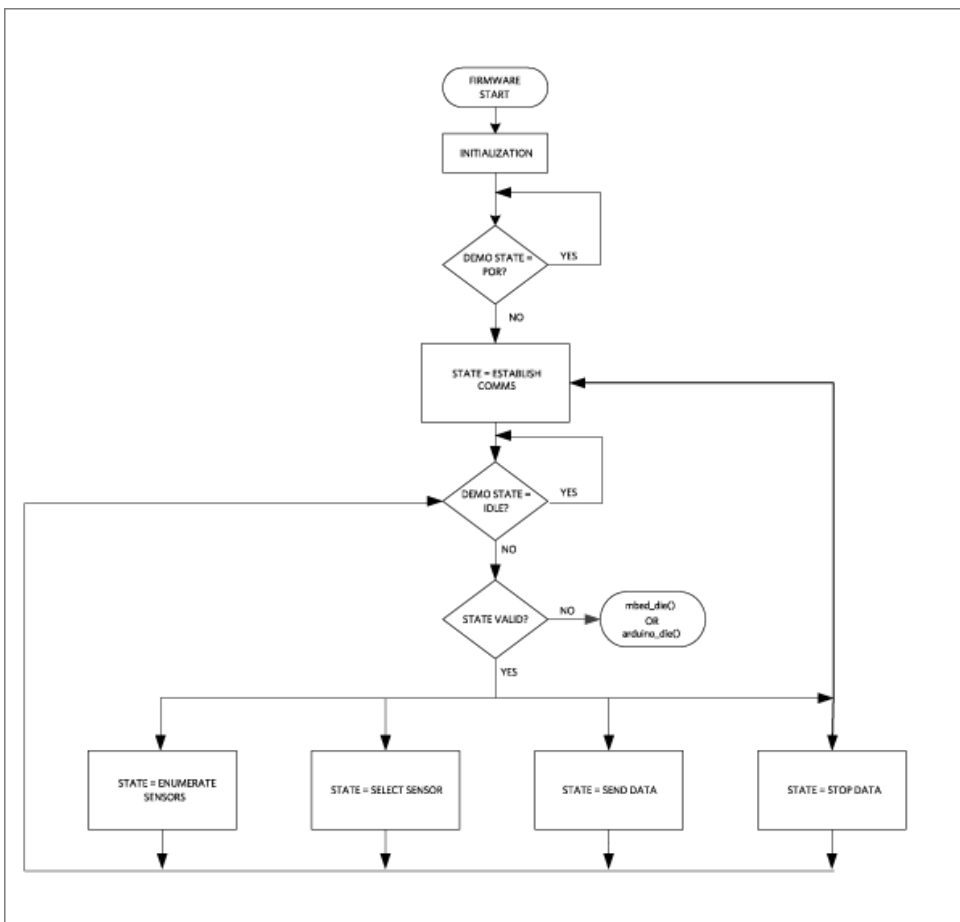 FIRMWARE
START
INITIALIZATION
DEMO STATE =
POR?
YES
NO
STATE = ESTABLISH
COMMS
DEMO STATE =
IDLE?
YES
NO
STATE VALID?
NO
mbed_die()
OR
arduino_die()
YES
STATE = ENUMERATE
SENSORS
STATE = SELECT SENSOR
STATE = SEND DATA
STATE = STOP DATA